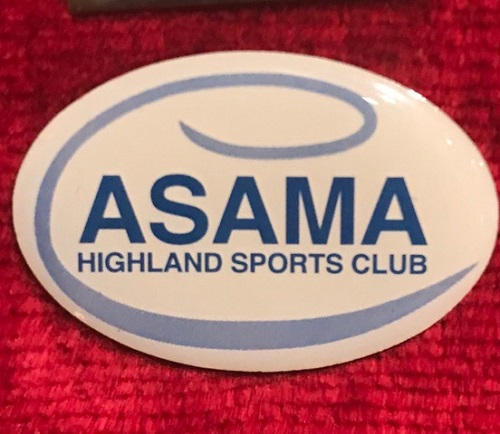 ASAMA
HIGHLAND SPORTS CLUB